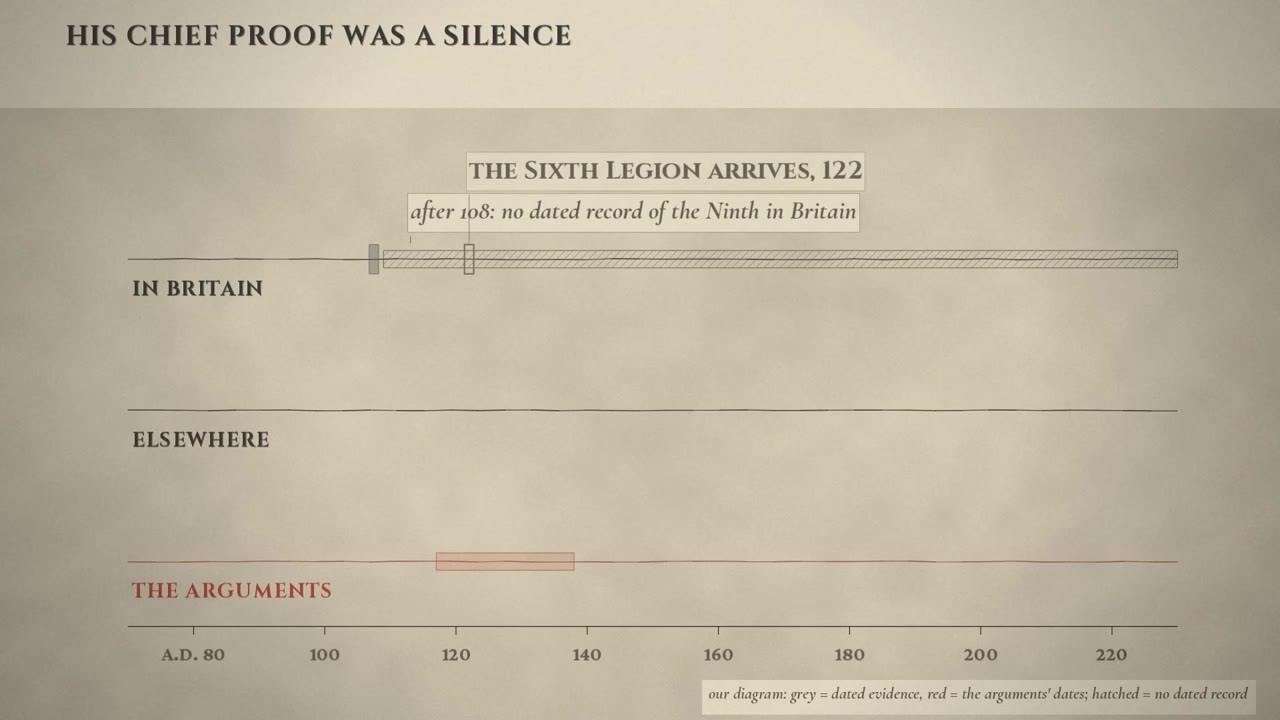 HIS CHIEF PROOF WAS A SILENCE
THE SIXTH LEGION ARRIVES, 122
after 108: no dated record of the Ninth in Britain
IN BRITAIN
ELSEWHERE
THE ARGUMENTS
A.D. 80 100 120 140 160 180 200 220
our diagram: grey = dated evidence, red = the arguments' dates; hatched = no dated record